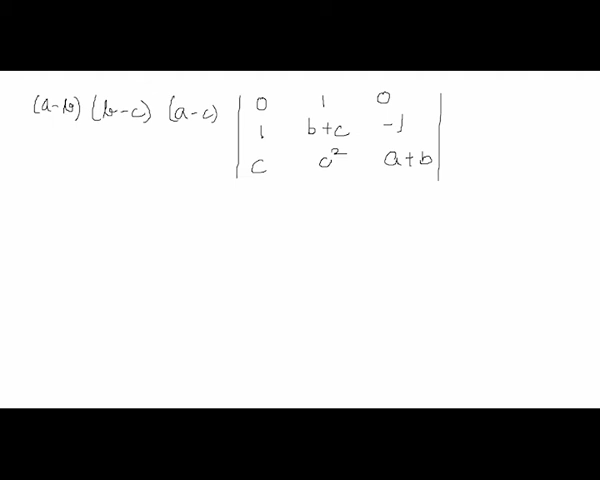 (a-b) (b-c) (a-c) | 0 1 0 |
| 1 b+c -1 |
| c c² a+b |